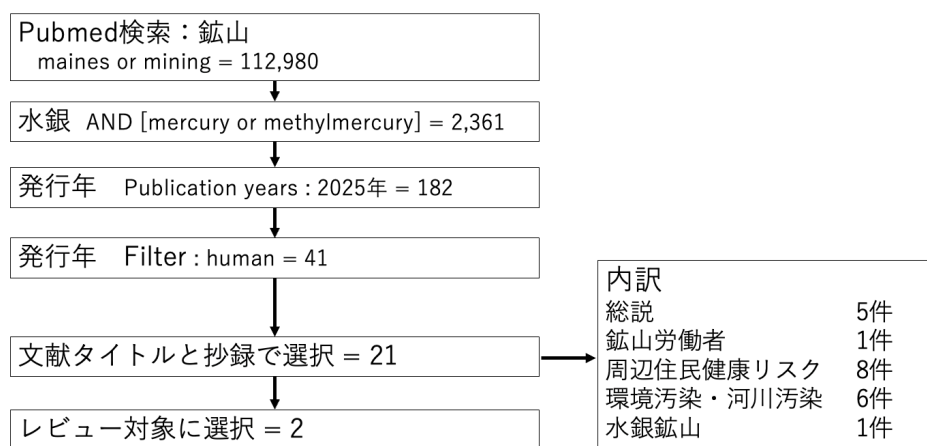 Pubmed検索：鉱山
maines or mining = 112,980
水銀 AND [mercury or methylmercury] = 2,361
発行年 Publication years : 2025年 = 182
発行年 Filter : human = 41
文献タイトルと抄録で選択 = 21
レビュー対象に選択 = 2
内訳
総説 5件
鉱山労働者 1件
周辺住民健康リスク 8件
環境汚染・河川汚染 6件
水銀鉱山 1件